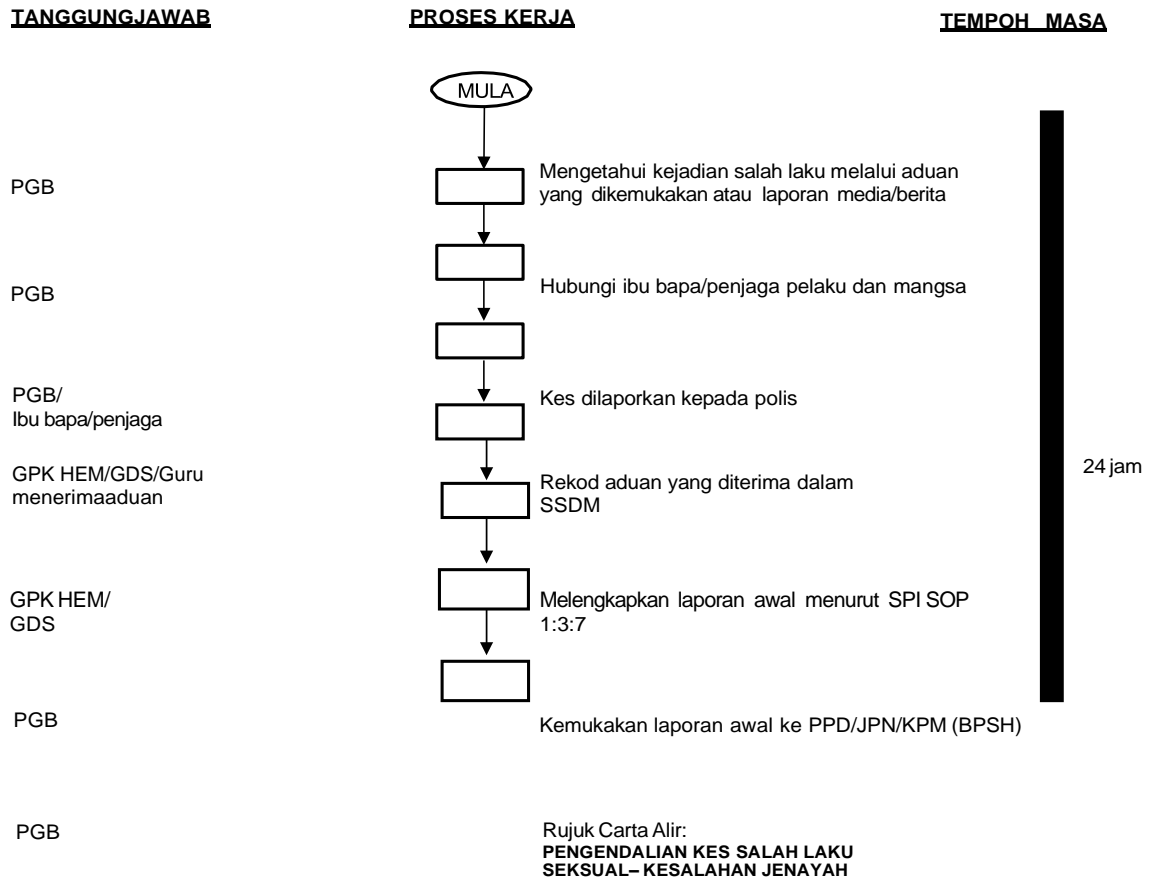 TANGGUNGJAWAB
PROSES KERJA
TEMPOH MASA
MULA
PGB
Mengetahui kejadian salah laku melalui aduan
yang dikemukakan atau laporan media/berita
PGB
Hubungi ibu bapa/penjaga pelaku dan mangsa
PGB/
Ibu bapa/penjaga
Kes dilaporkan kepada polis
GPK HEM/GDS/Guru
menerimaaduan
Rekod aduan yang diterima dalam
SSDM
24 jam
GPK HEM/
GDS
Melengkapkan laporan awal menurut SPI SOP
1:3:7
PGB
Kemukakan laporan awal ke PPD/JPN/KPM (BPSH)
PGB
Rujuk Carta Alir:
PENGENDALIAN KES SALAH LAKU
SEKSUAL– KESALAHAN JENAYAH